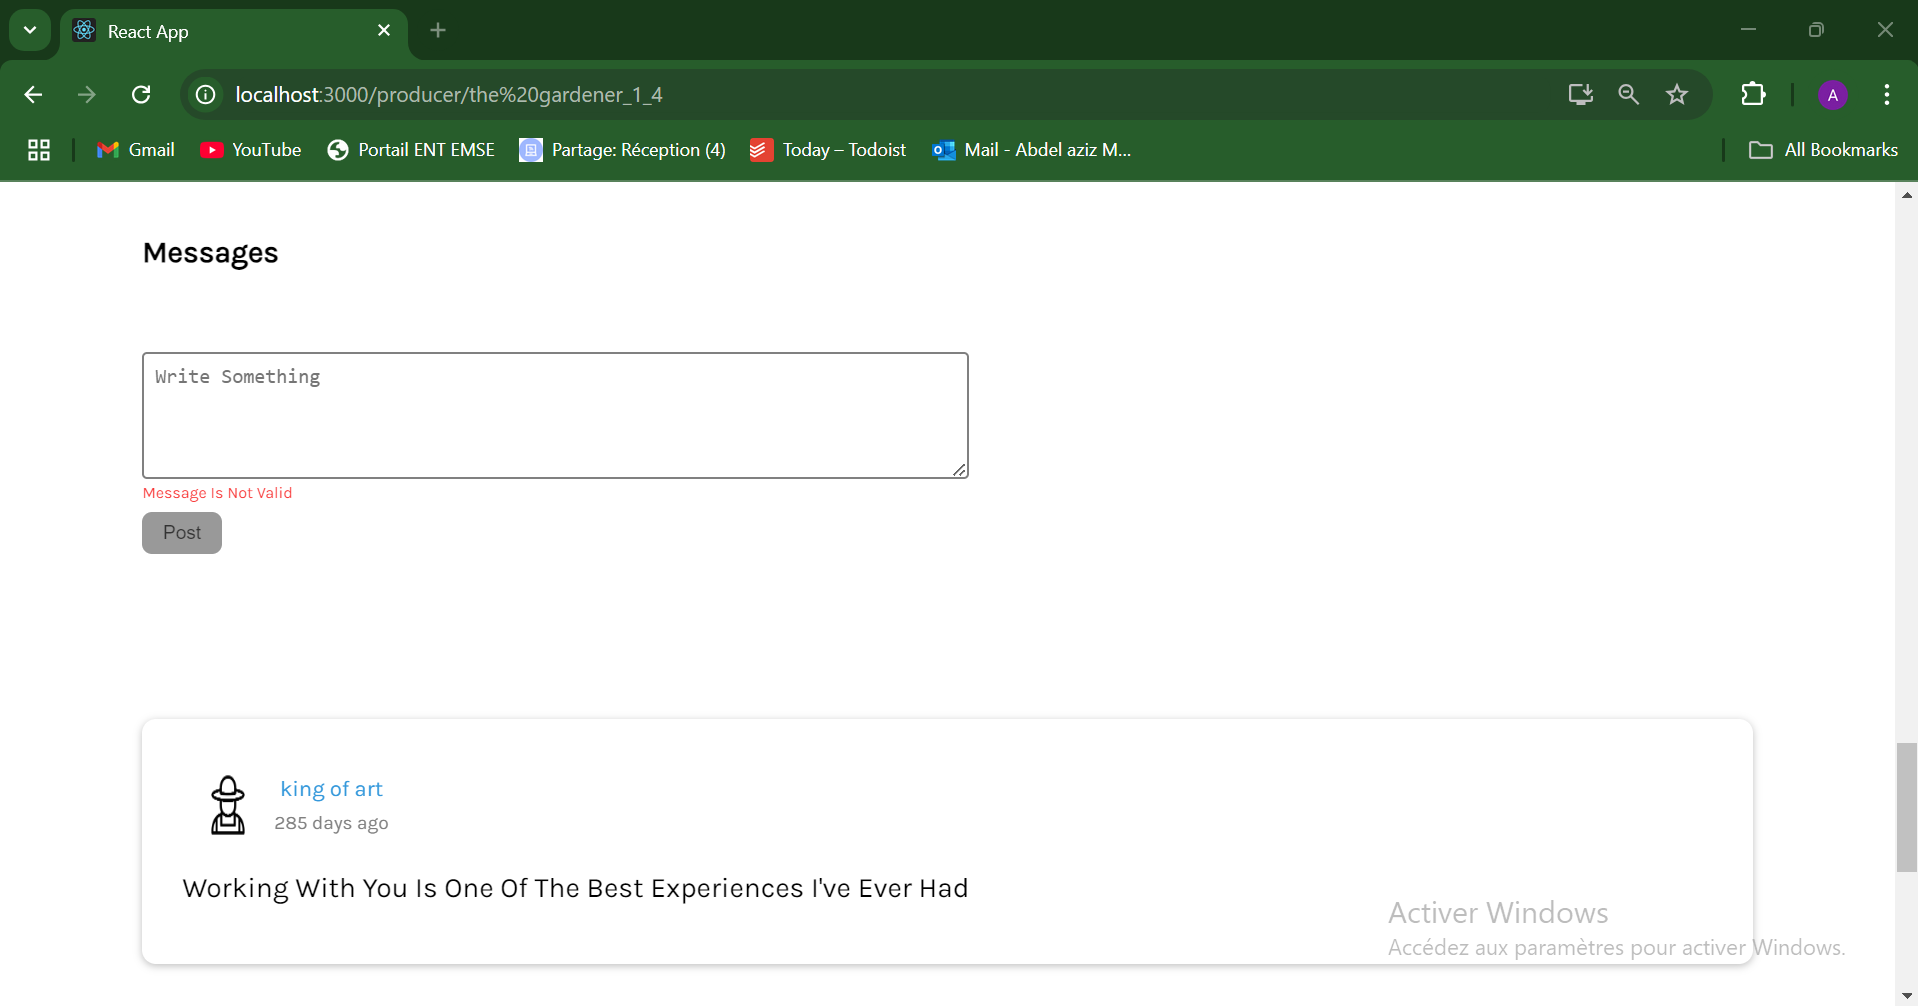 React App
localhost:3000/producer/the%20gardener_1_4
A
Gmail
YouTube
Portail ENT EMSE
Partage: Réception (4)
Today – Todoist
Mail - Abdel aziz M...
All Bookmarks
Messages
Write Something
Message Is Not Valid
Post
king of art
285 days ago
Working With You Is One Of The Best Experiences I've Ever Had
Activer Windows
Accédez aux paramètres pour activer Windows.